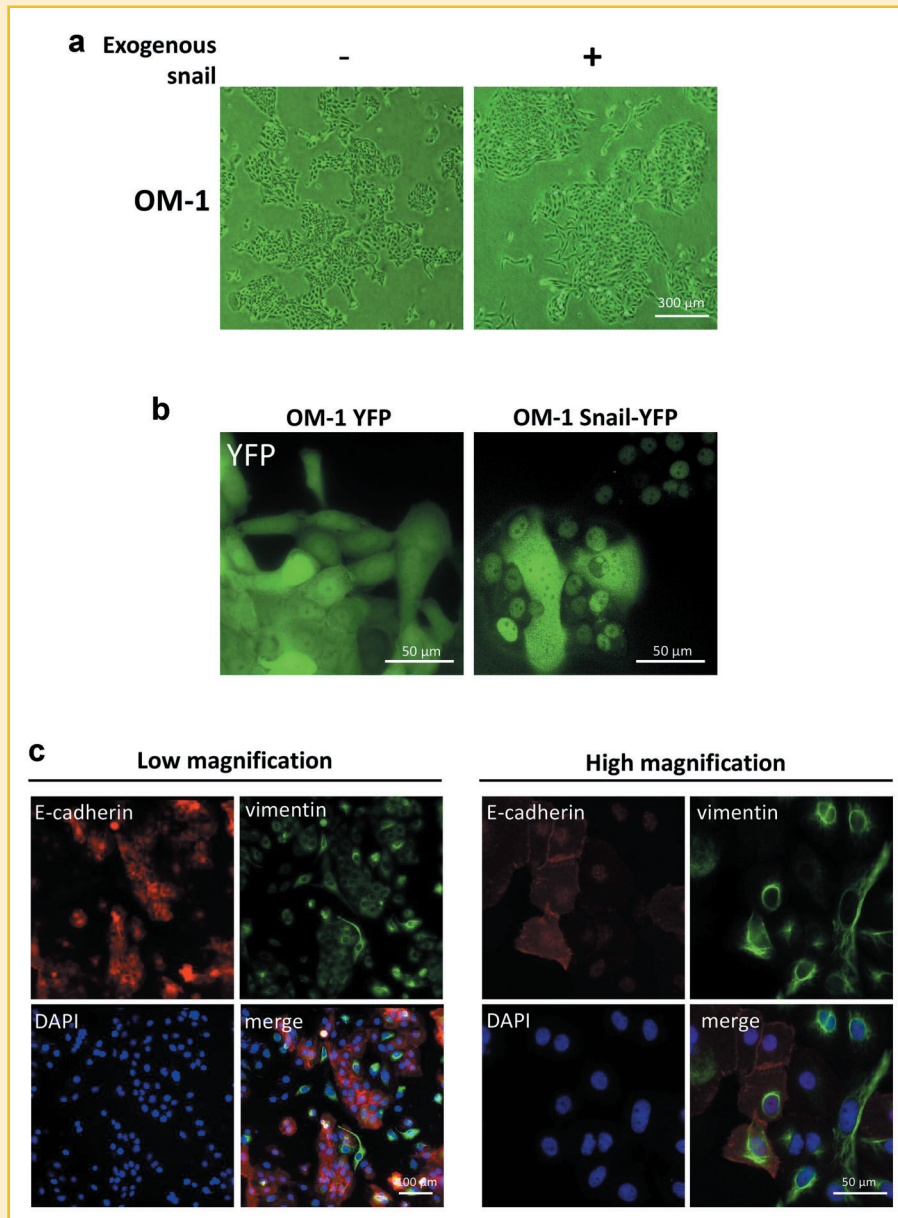 a
Exogenous
snail
-
+
OM-1
300 µm
b
OM-1 YFP
OM-1 Snail-YFP
YFP
50 µm
50 µm
c
Low magnification
High magnification
E-cadherin
vimentin
E-cadherin
vimentin
DAPI
merge
DAPI
merge
100 µm
50 µm